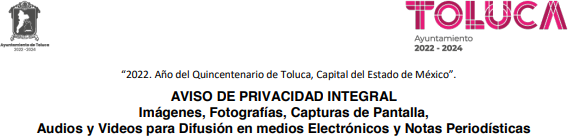 Ayuntamiento de Toluca
2022 - 2024
TOLUCA
Ayuntamiento
2022 - 2024
“2022. Año del Quincentenario de Toluca, Capital del Estado de México”.
AVISO DE PRIVACIDAD INTEGRAL
Imágenes, Fotografías, Capturas de Pantalla,
Audios y Videos para Difusión en medios Electrónicos y Notas Periodísticas